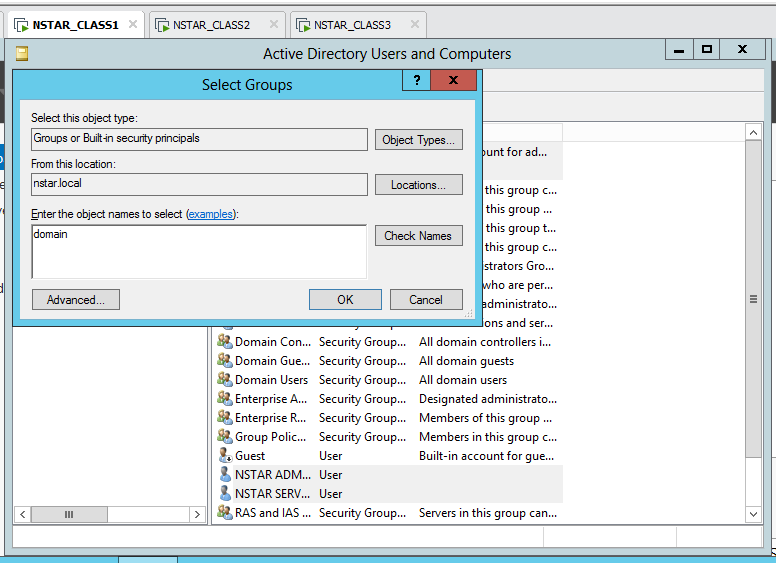 NSTAR_CLASS1
NSTAR_CLASS2
NSTAR_CLASS3
Active Directory Users and Computers
Select Groups
?
Select this object type:
Groups or Built-in security principals
Object Types...
From this location:
nstar.local
Locations...
Enter the object names to select (examples):
domain
Check Names
Advanced...
OK
Cancel
ount for ad...
this group c...
this group ...
this group t...
this group c...
strators Gro...
who are per...
administrato...
ons and ser...
Domain Con... Security Group... All domain controllers i...
Domain Gue... Security Group... All domain guests
Domain Users Security Group... All domain users
Enterprise A... Security Group... Designated administrato...
Enterprise R... Security Group... Members of this group ...
Group Polic... Security Group... Members in this group c...
Guest User Built-in account for gue...
NSTAR ADM... User
NSTAR SERV... User
RAS and IAS ... Security Group... Servers in this group can...